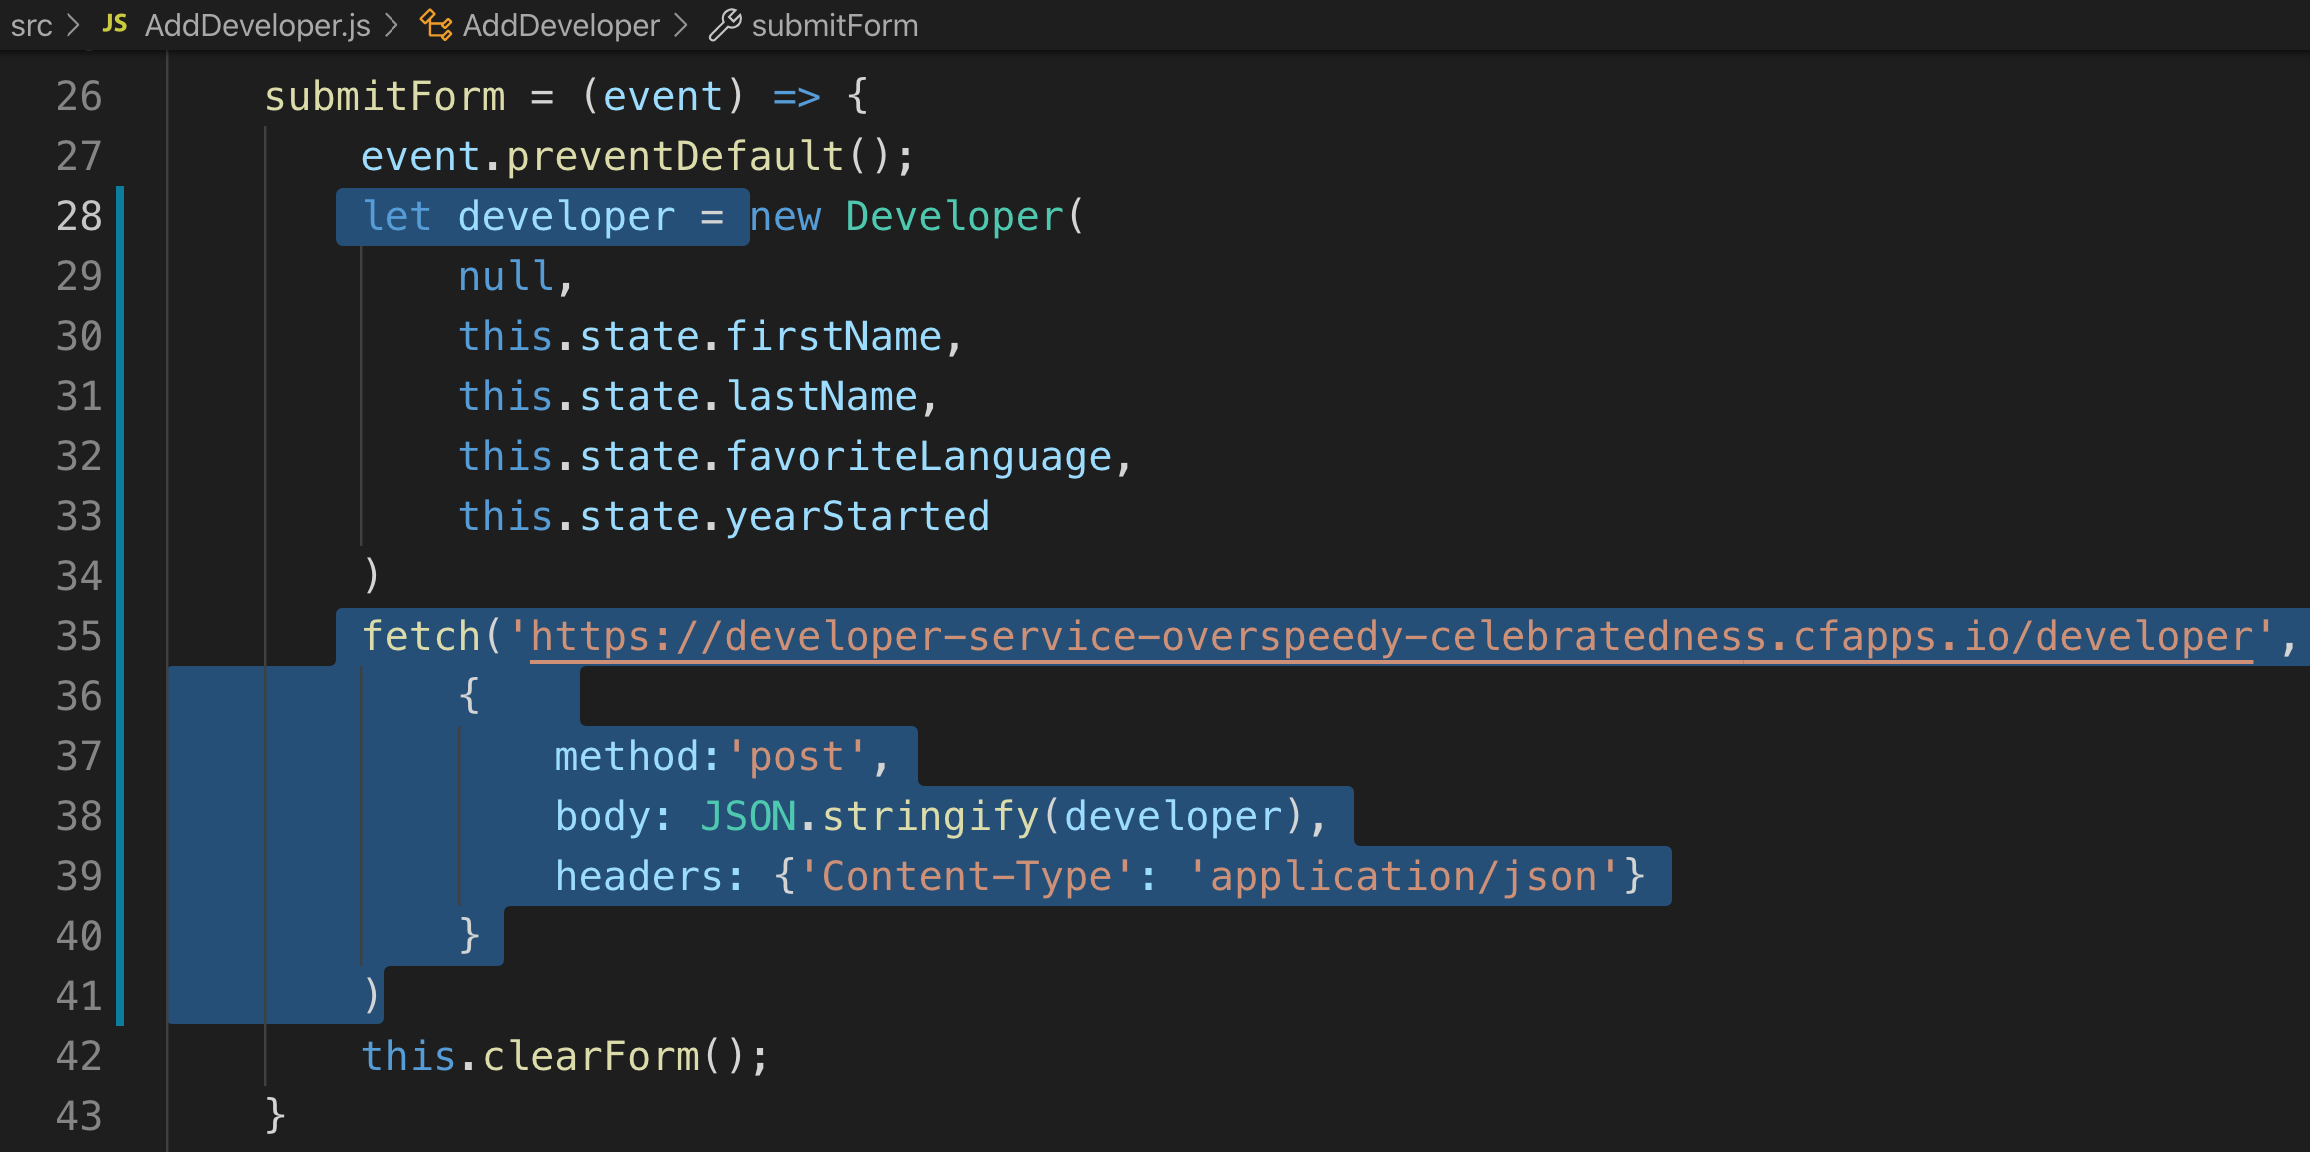 src > JS AddDeveloper.js > AddDeveloper > submitForm
26 submitForm = (event) => {
27 event.preventDefault();
28 let developer = new Developer(
29 null,
30 this.state.firstName,
31 this.state.lastName,
32 this.state.favoriteLanguage,
33 this.state.yearStarted
34 )
35 fetch('https://developer-service-overspeedy-celebratedness.cfapps.io/developer',
36 {
37 method:'post',
38 body: JSON.stringify(developer),
39 headers: {'Content-Type': 'application/json'}
40 }
41 )
42 this.clearForm();
43 }